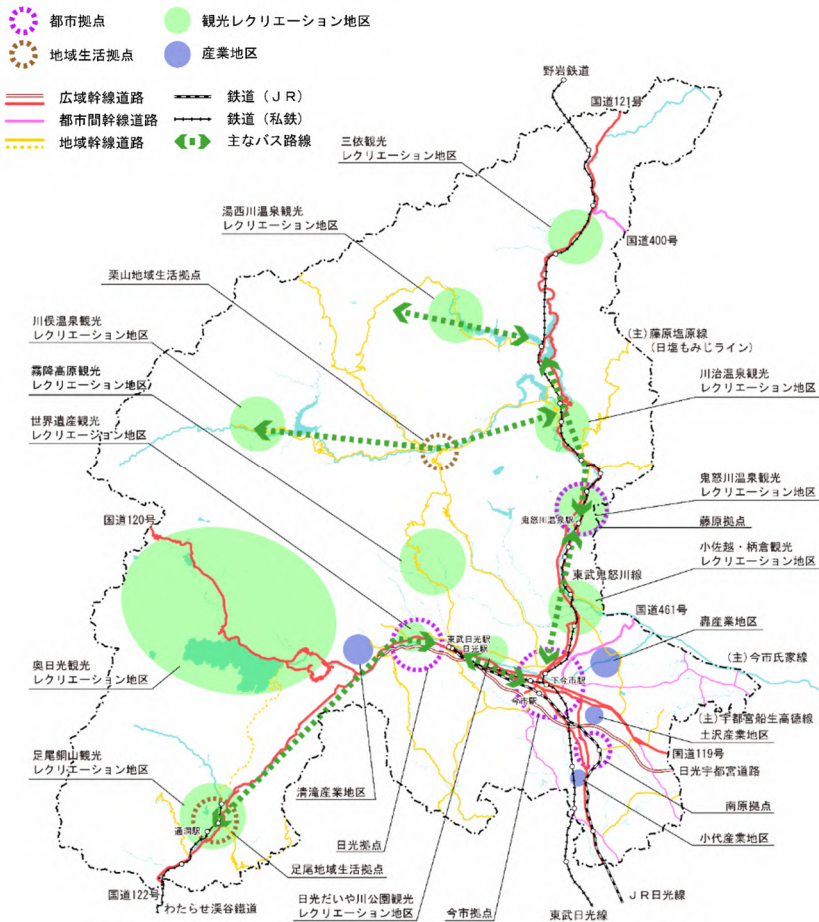 都市拠点
観光レクリエーション地区
地域生活拠点
産業地区
広域幹線道路
鉄道(JR)
都市間幹線道路
鉄道(私鉄)
地域幹線道路
主なバス路線
野岩鉄道
国道121号
三依観光
レクリエーション地区
湯西川温泉観光
レクリエーション地区
国道400号
栗山地域生活拠点
川俣温泉観光
レクリエーション地区
(主)藤原塩原線
(日塩もみじライン)
霧降高原観光
レクリエーション地区
川治温泉観光
レクリエーション地区
世界遺産観光
レクリエーション地区
鬼怒川温泉観光
レクリエーション地区
鬼怒川温泉駅
藤原拠点
国道120号
小佐越・柄倉観光
レクリエーション地区
東武鬼怒川線
国道461号
東武日光駅
日光駅
轟産業地区
奥日光観光
レクリエーション地区
(主)今市氏家線
下今市駅
今市駅
(主)宇都宮船生高徳線
土沢産業地区
国道119号
足尾銅山観光
レクリエーション地区
日光宇都宮道路
清滝産業地区
南原拠点
通洞駅
日光拠点
小代産業地区
足尾地域生活拠点
国道122号
わたらせ渓谷鐵道
日光だいや川公園観光
レクリエーション地区
今市拠点
JR日光線
東武日光線